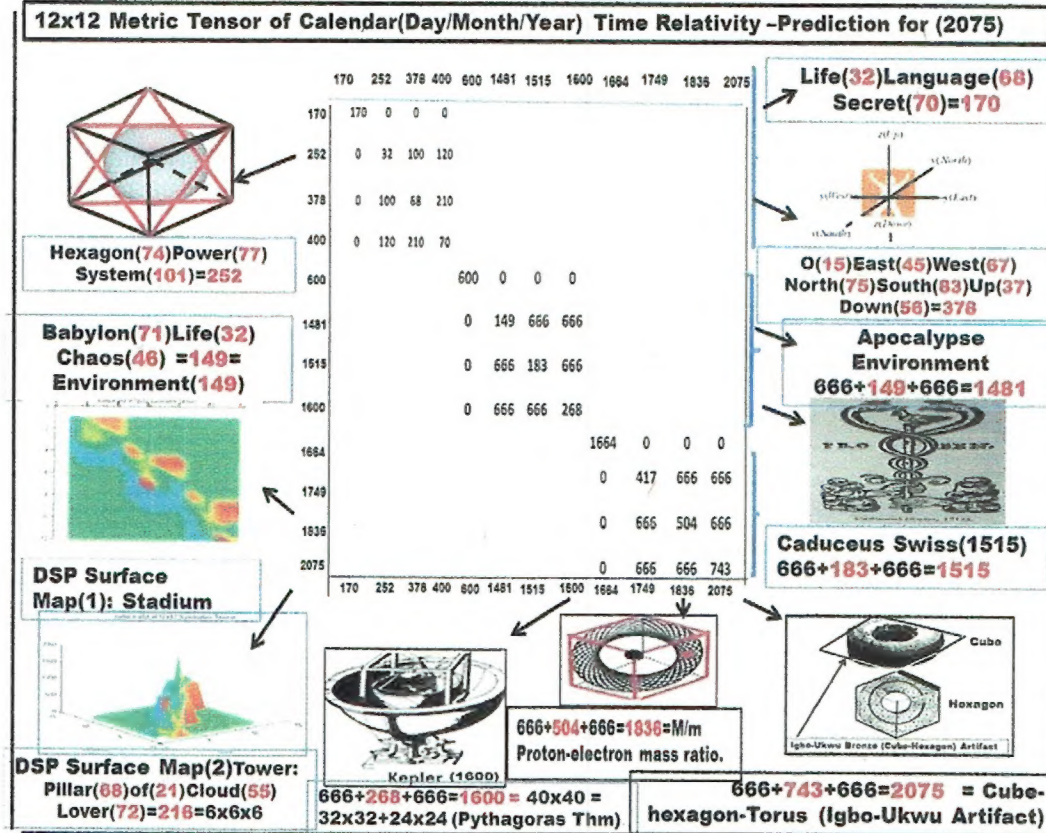 12x12 Metric Tensor of Calendar(Day/Month/Year) Time Relativity -Prediction for (2075)
170 252 378 400 600 1481 1515 1600 1664 1749 1836 2075
170 170 0 0 0
252 0 32 100 120
378 0 100 68 210
400 0 120 210 70
600 600 0 0 0
1481 0 149 666 666
1515 0 666 183 666
1600 0 666 666 268
1664 1664 0 0 0
1749 0 417 666 666
1836 0 666 504 666
2075 0 666 666 743
170 252 378 400 600 1481 1515 1600 1664 1749 1836 2075
Hexagon(74)Power(77)
System(101)=252
Babylon(71)Life(32)
Chaos(46) =149=
Environment(149)
DSP Surface
Map(1): Stadium
DSP Surface Map(2)Tower:
Pillar(68)of(21)Cloud(55)
Lover(72)=216=6x6x6
Life(32)Language(68)
Secret(70)=170
z(Up)
y(North)
x(East)
y(South)
z(Down)
O(15)East(45)West(67)
North(75)South(83)Up(37)
Down(56)=378
Apocalypse
Environment
666+149+666=1481
Caduceus Swiss(1515)
666+183+666=1515
Kepler (1600)
666+268+666=1600 = 40x40 =
32x32+24x24 (Pythagoras Thm)
666+504+666=1836=M/m
Proton-electron mass ratio.
Cube
Hexagon
Igbo-Ukwu Bronze (Cube-Hexagon) Artifact
666+743+666=2075 = Cube-
hexagon-Torus (Igbo-Ukwu Artifact)